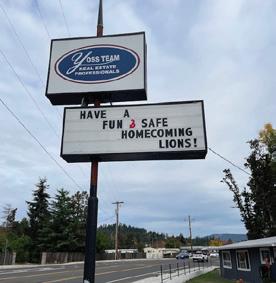 Yoss Team
REAL ESTATE
PROFESSIONALS
HAVE A
FUN & SAFE
HOMECOMING
LIONS!